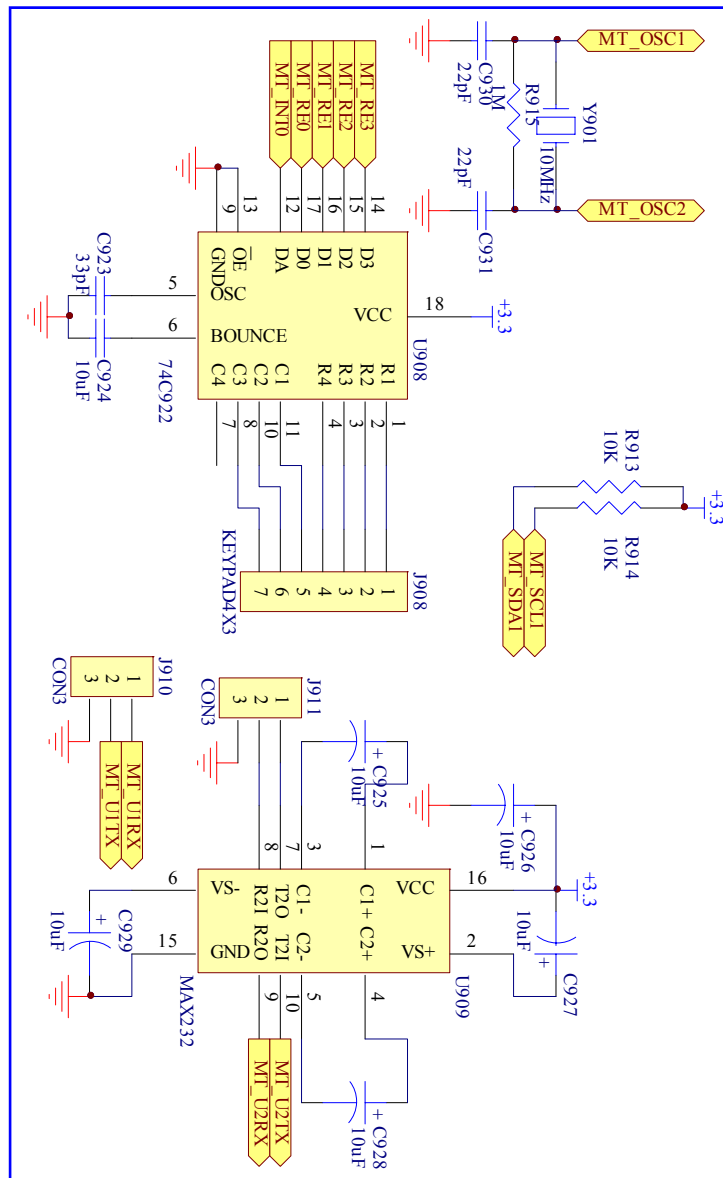 MT_OSC1
C930
22pF
1M
R915
Y901
10MHz
22pF
C931
MT_OSC2
MT_INT0
MT_RE0
MT_RE1
MT_RE2
MT_RE3
9
13
12
17
16
15
14
GND
OE
DA
D0
D1
D2
D3
C923
33pF
5
OSC
6
BOUNCE
C924
10uF
74C922
VCC
18
+3.3
U908
C4
C3
C2
C1
R4
R3
R2
R1
7
8
10
11
4
3
2
1
KEYPAD4X3
7
6
5
4
3
2
1
J908
R913
10K
+3.3
10K
R914
MT_SCL1
MT_SDA1
J910
1
2
3
CON3
MT_U1RX
MT_U1TX
J911
1
2
3
CON3
+
C925
10uF
8
7
3
1
R2I
T2O
C1-
C1+
6
VS-
15
GND
+
C929
10uF
MAX232
VCC
16
VS+
2
U909
+
C926
10uF
+3.3
10uF
+
C927
R2O
T2I
C2-
C2+
9
10
5
4
MT_U2TX
MT_U2RX
+
C928
10uF